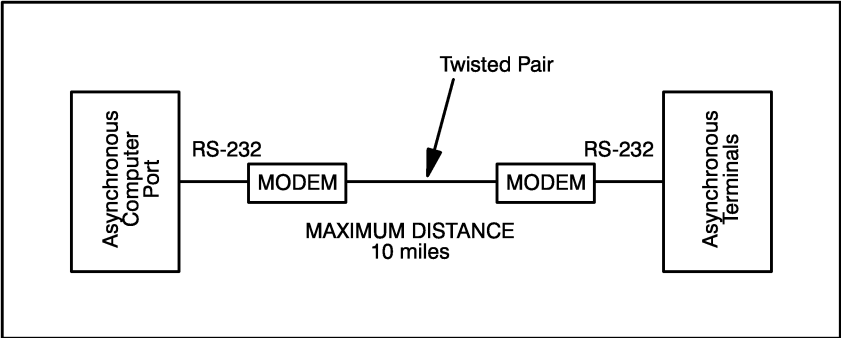 Twisted Pair
Asynchronous
Computer
Port
RS-232
MODEM
MODEM
RS-232
Asynchronous
Terminals
MAXIMUM DISTANCE
10 miles